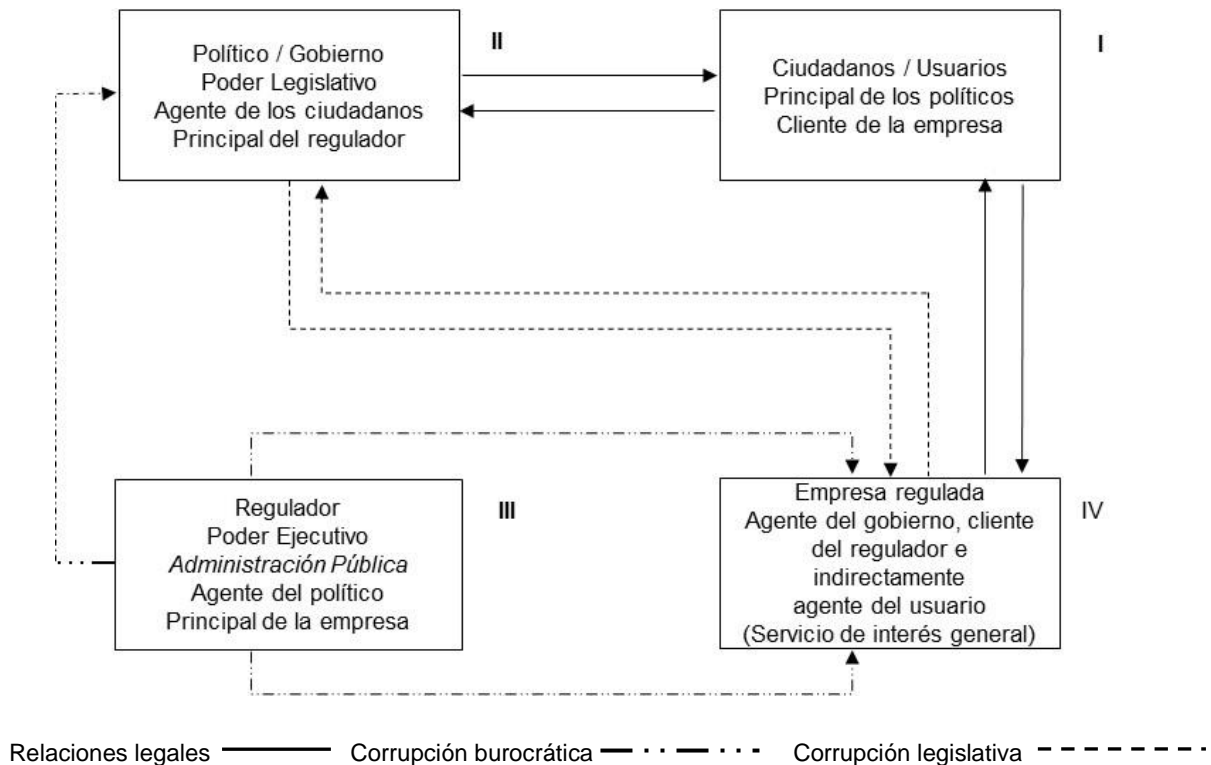 Político / Gobierno
Poder Legislativo
Agente de los ciudadanos
Principal del regulador
II
Ciudadanos / Usuarios
Principal de los políticos
Cliente de la empresa
I
Regulador
Poder Ejecutivo
Administración Pública
Agente del político
Principal de la empresa
III
Empresa regulada
Agente del gobierno, cliente
del regulador e
indirectamente
agente del usuario
(Servicio de interés general)
IV
Relaciones legales
Corrupción burocrática
Corrupción legislativa